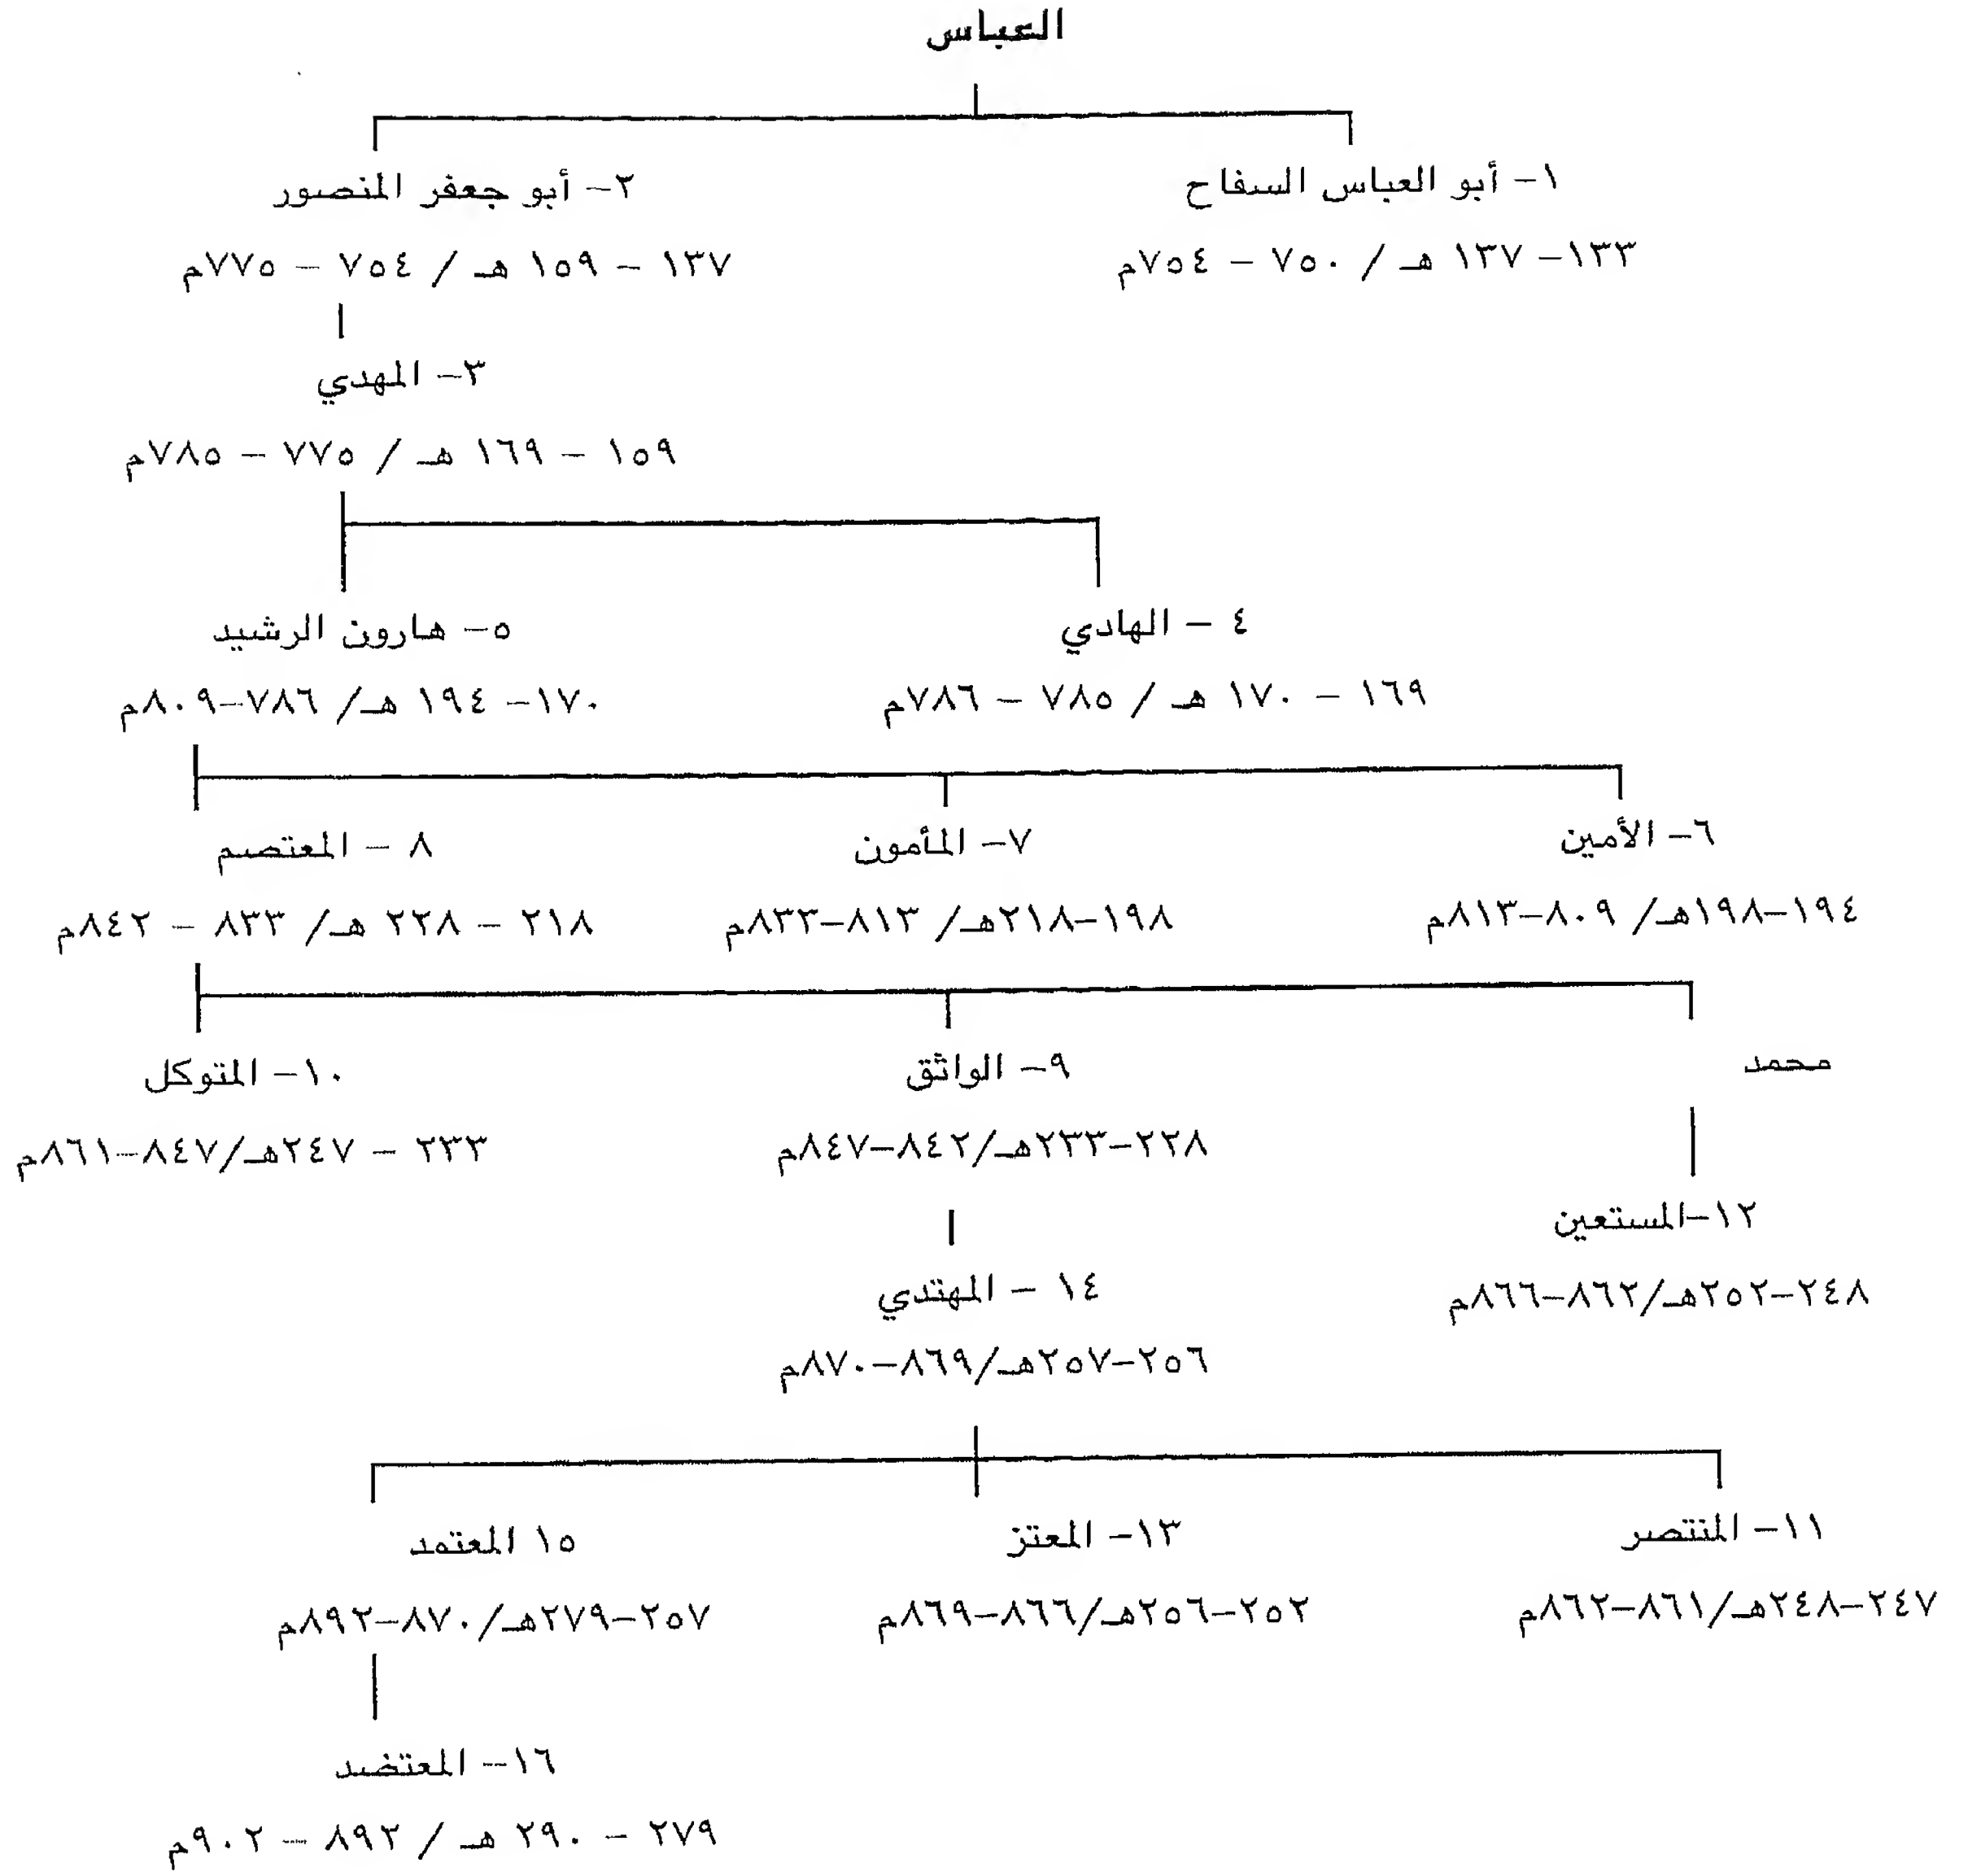 العباس
١– أبو العباس السفاح
٢– أبو جعفر المنصور
١٣٣– ١٣٧ هـ / ٧٥٠ – ٧٥٤م
١٣٧ – ١٥٩ هـ / ٧٥٤ – ٧٧٥م
٣– المهدي
١٥٩ – ١٦٩ هـ / ٧٧٥ – ٧٨٥م
٤ – الهادي
٥– هارون الرشيد
١٦٩ – ١٧٠ هـ / ٧٨٥ – ٧٨٦م
١٧٠– ١٩٤ هـ/ ٧٨٦–٨٠٩م
٦– الأمين
٧– المأمون
٨ – المعتصم
١٩٤–١٩٨هـ/ ٨٠٩–٨١٣م
١٩٨–٢١٨هـ/ ٨١٣–٨٣٣م
٢١٨ – ٢٢٨ هـ/ ٨٣٣ – ٨٤٢م
محمد
٩– الواثق
١٠– المتوكل
٢٢٨–٢٣٣هـ/٨٤٢–٨٤٧م
٢٣٣ – ٢٤٧هـ/٨٤٧–٨٦١م
١٢–المستعين
١٤ – المهتدي
٢٤٨–٢٥٢هـ/٨٦٢–٨٦٦م
٢٥٦–٢٥٧هـ/٨٦٩–٨٧٠م
١١– المنتصر
١٣– المعتز
١٥ المعتمد
٢٤٧–٢٤٨هـ/٨٦١–٨٦٢م
٢٥٢–٢٥٦هـ/٨٦٦–٨٦٩م
٢٥٧–٢٧٩هـ/٨٧٠–٨٩٢م
١٦– المعتضد
٢٧٩ – ٢٩٠ هـ / ٨٩٢ – ٩٠٢م